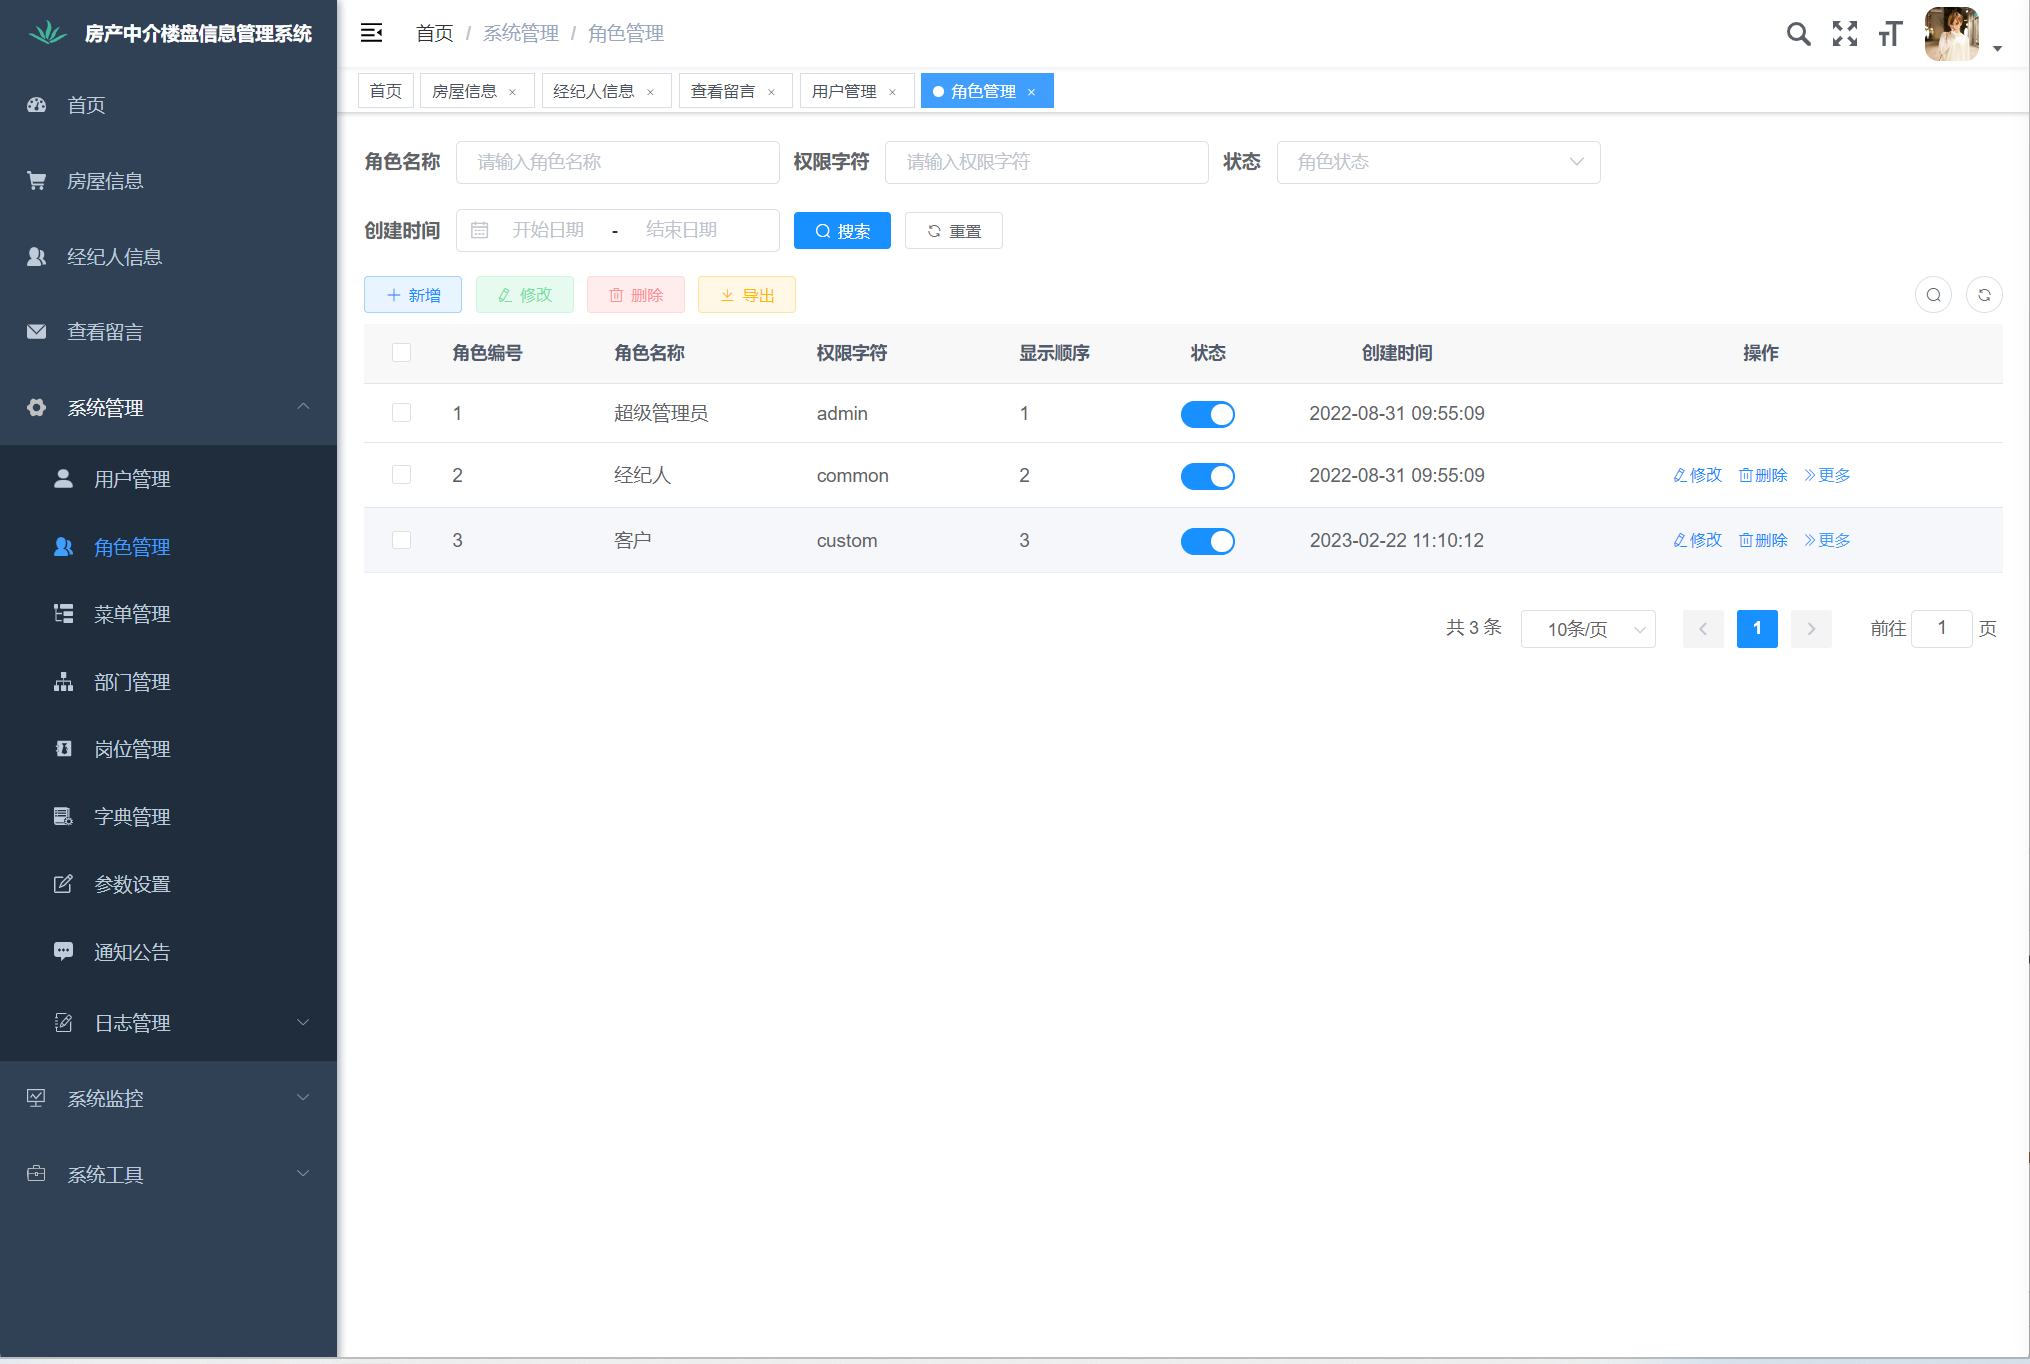 房产中介楼盘信息管理系统
首页
房屋信息
经纪人信息
查看留言
系统管理
用户管理
角色管理
菜单管理
部门管理
岗位管理
字典管理
参数设置
通知公告
日志管理
系统监控
系统工具
首页 / 系统管理 / 角色管理
首页 房屋信息 × 经纪人信息 × 查看留言 × 用户管理 × 角色管理 ×
角色名称 请输入角色名称 权限字符 请输入权限字符 状态 角色状态
创建时间 开始日期 - 结束日期 搜索 重置
新增 修改 删除 导出
角色编号 角色名称 权限字符 显示顺序 状态 创建时间 操作
1 超级管理员 admin 1 2022-08-31 09:55:09
2 经纪人 common 2 2022-08-31 09:55:09 修改 删除 更多
3 客户 custom 3 2023-02-22 11:10:12 修改 删除 更多
共 3 条 10条/页 1 前往 1 页